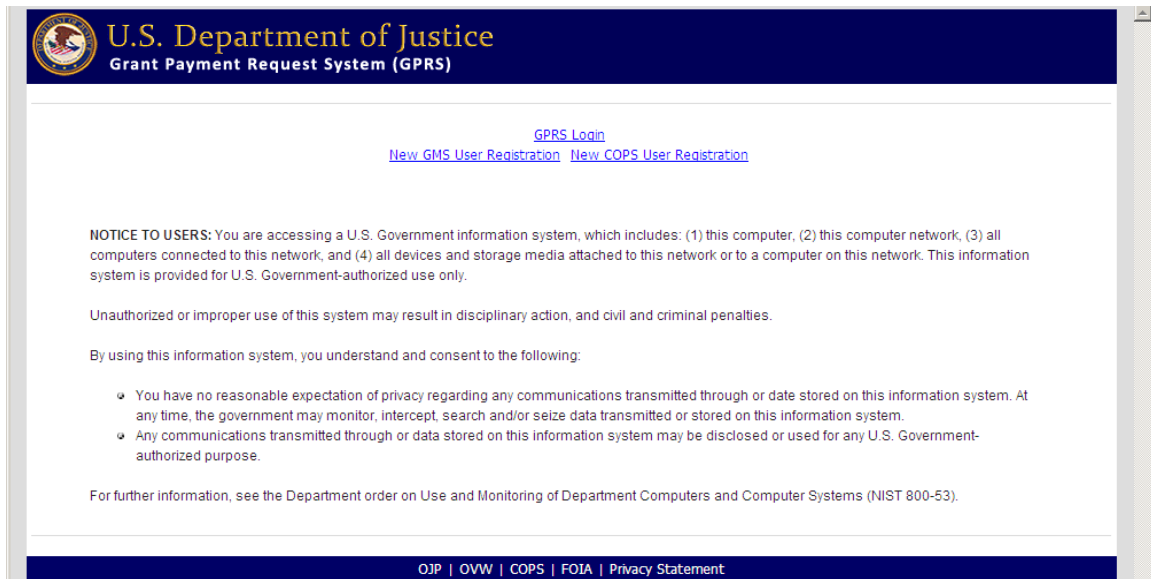 U.S. Department of Justice
Grant Payment Request System (GPRS)
GPRS Login
New GMS User Registration New COPS User Registration
NOTICE TO USERS: You are accessing a U.S. Government information system, which includes: (1) this computer, (2) this computer network, (3) all
computers connected to this network, and (4) all devices and storage media attached to this network or to a computer on this network. This information
system is provided for U.S. Government-authorized use only.
Unauthorized or improper use of this system may result in disciplinary action, and civil and criminal penalties.
By using this information system, you understand and consent to the following:
You have no reasonable expectation of privacy regarding any communications transmitted through or date stored on this information system. At
any time, the government may monitor, intercept, search and/or seize data transmitted or stored on this information system.
Any communications transmitted through or data stored on this information system may be disclosed or used for any U.S. Government-
authorized purpose.
For further information, see the Department order on Use and Monitoring of Department Computers and Computer Systems (NIST 800-53).
OJP | OVW | COPS | FOIA | Privacy Statement